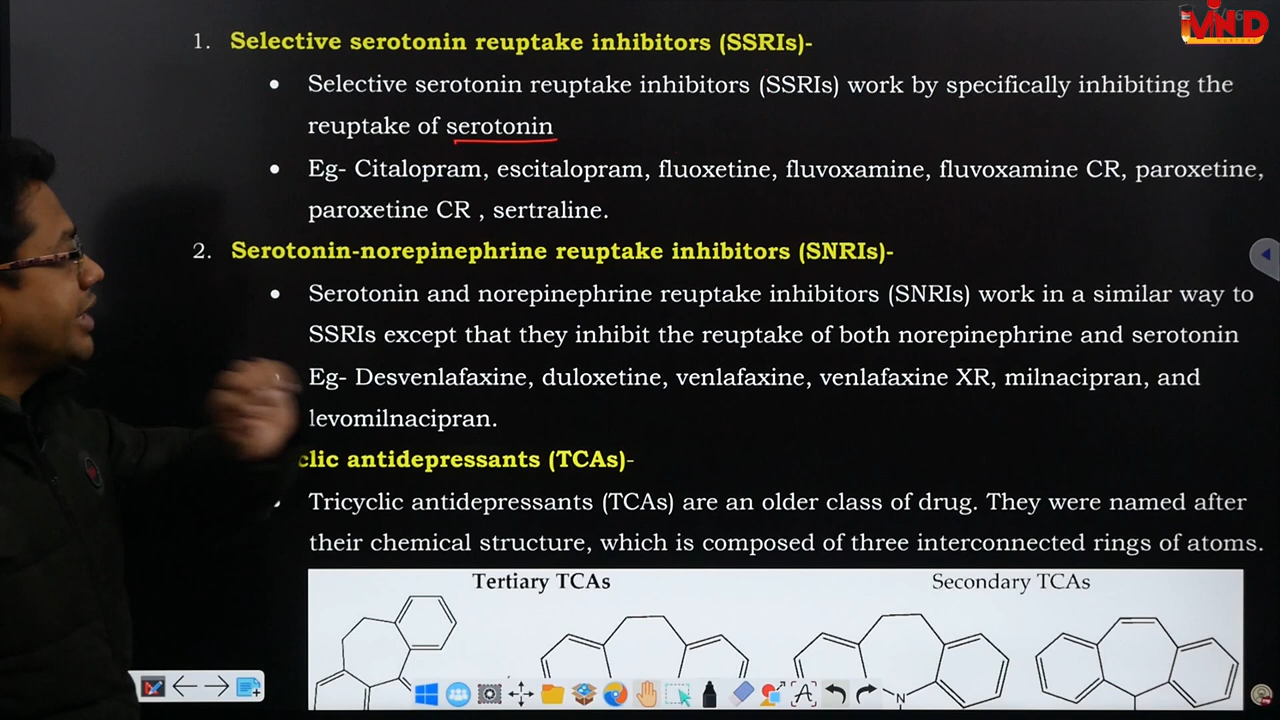 MIND
1. Selective serotonin reuptake inhibitors (SSRIs)-
• Selective serotonin reuptake inhibitors (SSRIs) work by specifically inhibiting the
reuptake of serotonin
• Eg- Citalopram, escitalopram, fluoxetine, fluvoxamine, fluvoxamine CR, paroxetine,
paroxetine CR , sertraline.
2. Serotonin-norepinephrine reuptake inhibitors (SNRIs)-
• Serotonin and norepinephrine reuptake inhibitors (SNRIs) work in a similar way to
SSRIs except that they inhibit the reuptake of both norepinephrine and serotonin
Eg- Desvenlafaxine, duloxetine, venlafaxine, venlafaxine XR, milnacipran, and
levomilnacipran.
clic antidepressants (TCAs)-
Tricyclic antidepressants (TCAs) are an older class of drug. They were named after
their chemical structure, which is composed of three interconnected rings of atoms.
Tertiary TCAs
Secondary TCAs
N
A